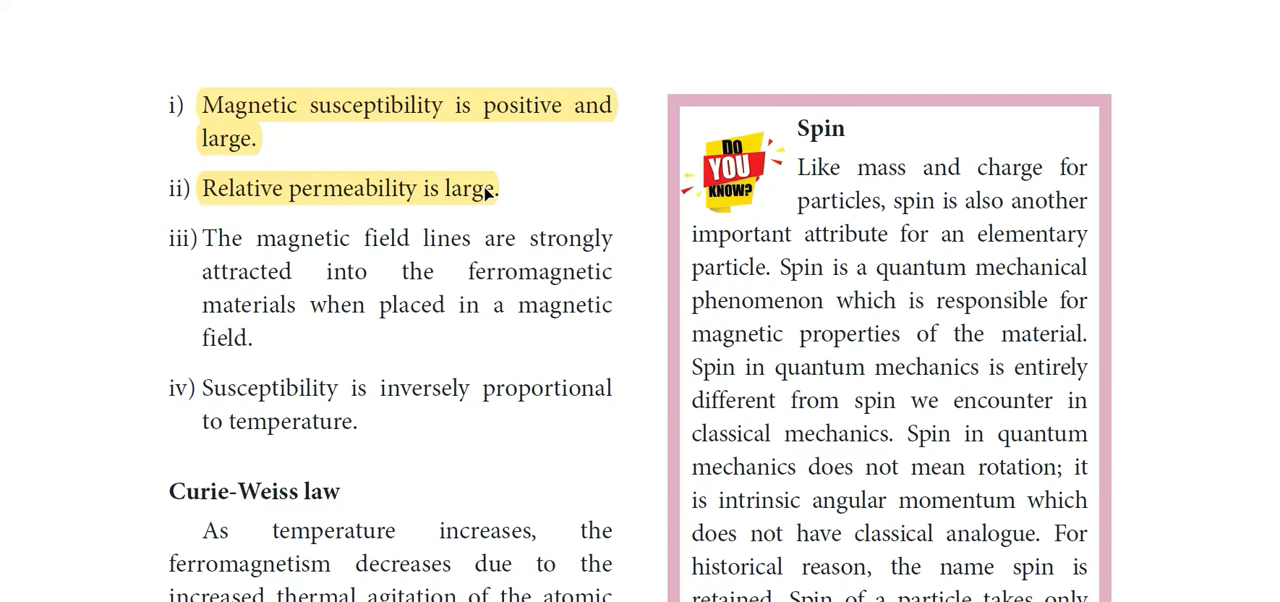 i) Magnetic susceptibility is positive and
large.
ii) Relative permeability is large.
iii) The magnetic field lines are strongly
attracted into the ferromagnetic
materials when placed in a magnetic
field.
iv) Susceptibility is inversely proportional
to temperature.
Curie-Weiss law
As temperature increases, the
ferromagnetism decreases due to the
increased thermal agitation of the atomic
DO
YOU
KNOW?
Spin
Like mass and charge for
particles, spin is also another
important attribute for an elementary
particle. Spin is a quantum mechanical
phenomenon which is responsible for
magnetic properties of the material.
Spin in quantum mechanics is entirely
different from spin we encounter in
classical mechanics. Spin in quantum
mechanics does not mean rotation; it
is intrinsic angular momentum which
does not have classical analogue. For
historical reason, the name spin is
retained. Spin of a particle takes only